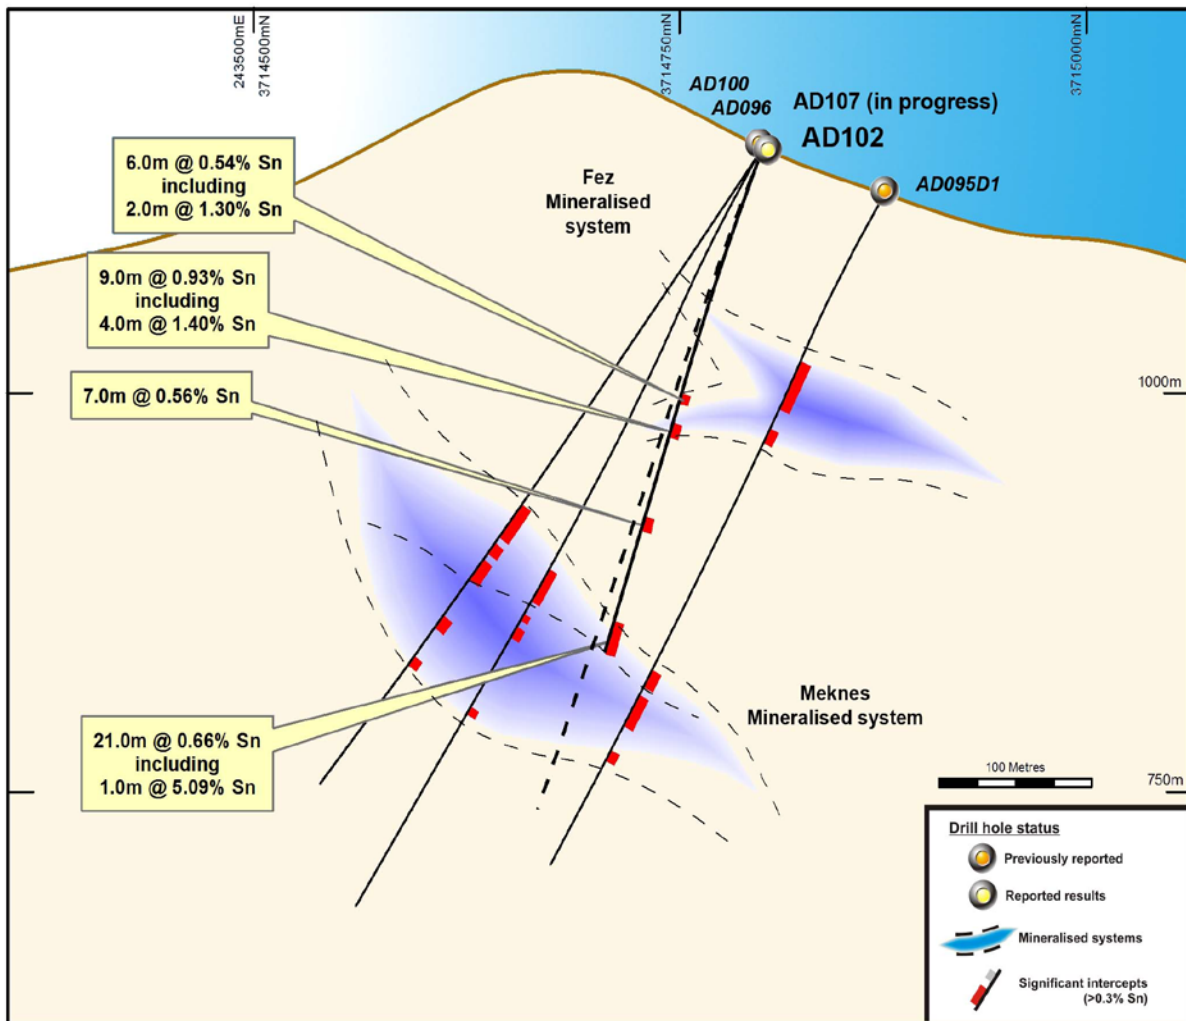 243500mE
3714500mN
3714750mN
3715000mN
AD100
AD096
AD107 (in progress)
AD102
AD095D1
6.0m @ 0.54% Sn
including
2.0m @ 1.30% Sn
Fez
Mineralised
system
9.0m @ 0.93% Sn
including
4.0m @ 1.40% Sn
7.0m @ 0.56% Sn
1000m
Meknes
Mineralised system
21.0m @ 0.66% Sn
including
1.0m @ 5.09% Sn
100 Metres
750m
Drill hole status
Previously reported
Reported results
Mineralised systems
Significant intercepts
(>0.3% Sn)